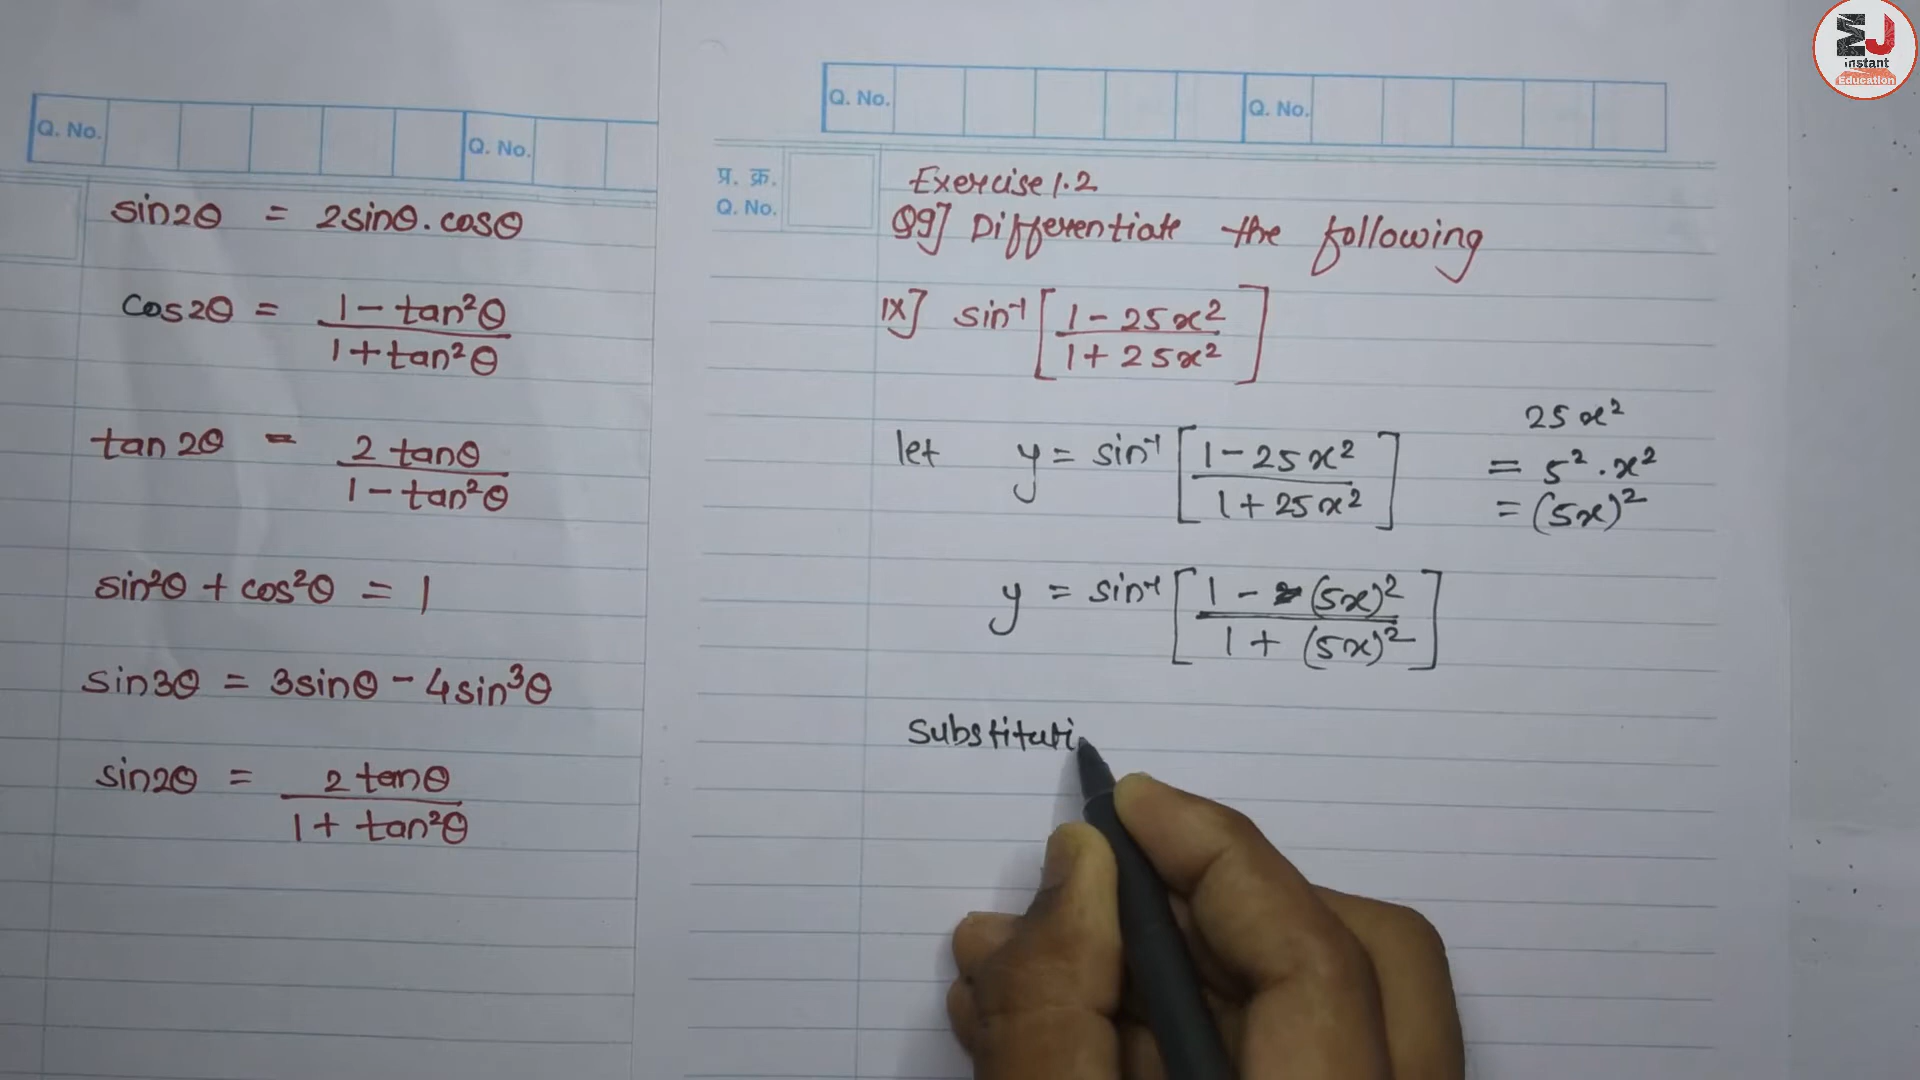 MJ
instant
Education
Q. No. Q. No.
sin2θ = 2sinθ.cosθ
cos2θ = 1-tan²θ
1+tan²θ
tan2θ = 2 tanθ
1-tan²θ
sin²θ + cos²θ = 1
sin3θ = 3sinθ - 4sin³θ
sin2θ = 2 tanθ
1+ tan²θ
Q. No. Q. No.
प्र. क्र.
Q. No.
Exercise 1.2
Q9] Differentiate the following
IX] sin⁻¹ [1 - 25x²
1 + 25x²]
let y = sin⁻¹ [1-25x²
1+25x²]
25x²
= 5².x²
= (5x)²
y = sin⁻¹ [1 - (5x)²
1 + (5x)²]
Substituti